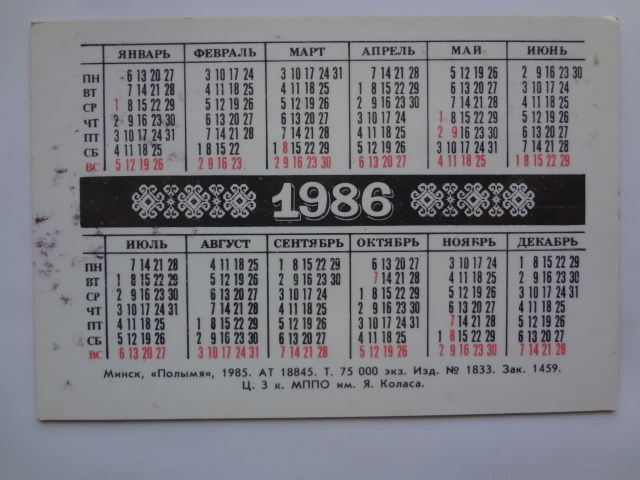 ЯНВАРЬ ФЕВРАЛЬ МАРТ АПРЕЛЬ МАЙ ИЮНЬ
ПН 6 13 20 27 3 10 17 24 3 10 17 24 31 7 14 21 28 5 12 19 26 2 9 16 23 30
ВТ 7 14 21 28 4 11 18 25 4 11 18 25 1 8 15 22 29 6 13 20 27 3 10 17 24
СР 1 8 15 22 29 5 12 19 26 5 12 19 26 2 9 16 23 30 7 14 21 28 4 11 18 25
ЧТ 2 9 16 23 30 6 13 20 27 6 13 20 27 3 10 17 24 1 8 15 22 29 5 12 19 26
ПТ 3 10 17 24 31 7 14 21 28 7 14 21 28 4 11 18 25 2 9 16 23 30 6 13 20 27
СБ 4 11 18 25 1 8 15 22 1 8 15 22 29 5 12 19 26 3 10 17 24 31 7 14 21 28
ВС 5 12 19 26 2 9 16 23 2 9 16 23 30 6 13 20 27 4 11 18 25 1 8 15 22 29
1986
ИЮЛЬ АВГУСТ СЕНТЯБРЬ ОКТЯБРЬ НОЯБРЬ ДЕКАБРЬ
ПН 7 14 21 28 4 11 18 25 1 8 15 22 29 6 13 20 27 3 10 17 24 1 8 15 22 29
ВТ 1 8 15 22 29 5 12 19 26 2 9 16 23 30 7 14 21 28 4 11 18 25 2 9 16 23 30
СР 2 9 16 23 30 6 13 20 27 3 10 17 24 1 8 15 22 29 5 12 19 26 3 10 17 24 31
ЧТ 3 10 17 24 31 7 14 21 28 4 11 18 25 2 9 16 23 30 6 13 20 27 4 11 18 25
ПТ 4 11 18 25 1 8 15 22 29 5 12 19 26 3 10 17 24 31 7 14 21 28 5 12 19 26
СБ 5 12 19 26 2 9 16 23 30 6 13 20 27 4 11 18 25 1 8 15 22 29 6 13 20 27
ВС 6 13 20 27 3 10 17 24 31 7 14 21 28 5 12 19 26 2 9 16 23 30 7 14 21 28
Минск, «Полымя», 1985. АТ 18845. Т. 75 000 экз. Изд. № 1833. Зак. 1459.
Ц. 3 к. МППО им. Я. Коласа.